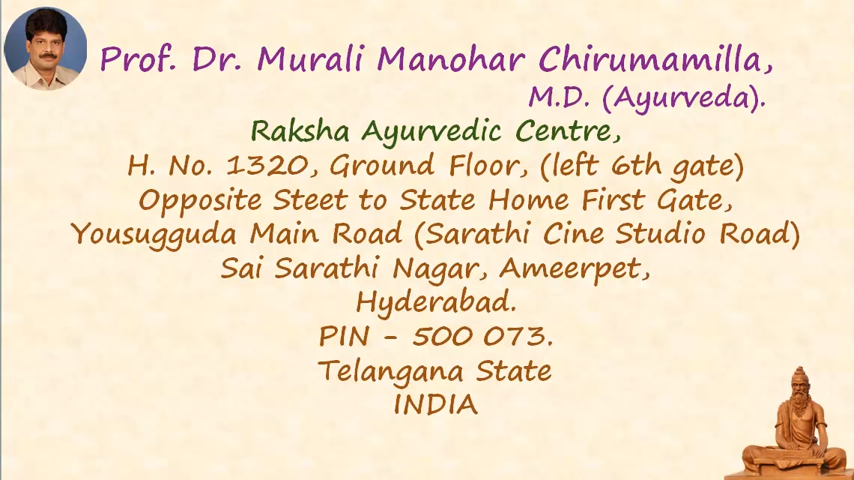 Prof. Dr. Murali Manohar Chirumamilla,
M.D. (Ayurveda).
Raksha Ayurvedic Centre,
H. No. 1320, Ground Floor, (left 6th gate)
Opposite Steet to State Home First Gate,
Yousugguda Main Road (Sarathi Cine Studio Road)
Sai Sarathi Nagar, Ameerpet,
Hyderabad.
PIN - 500 073.
Telangana State
INDIA